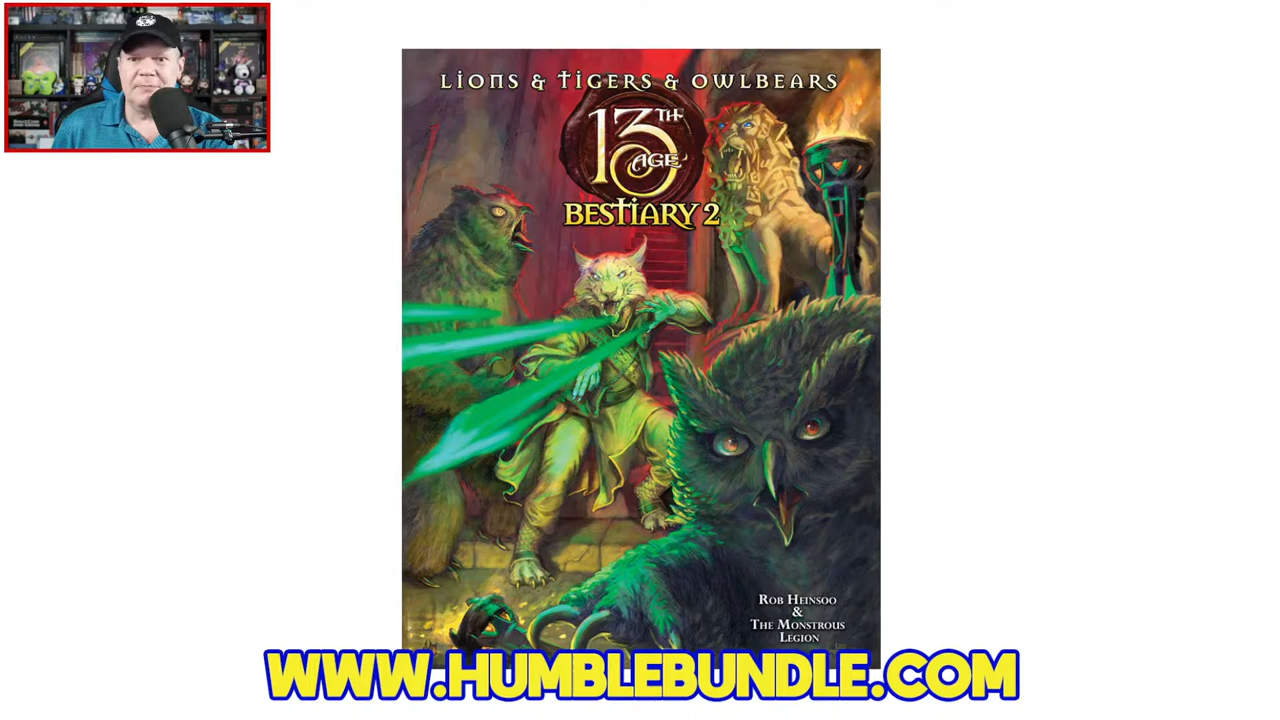 LIONS & TIGERS & OWLBEARS
13TH
AGE
BESTIARY 2
ROB HEINSOO
&
THE MONSTROUS
LEGION
WWW.HUMBLEBUNDLE.COM